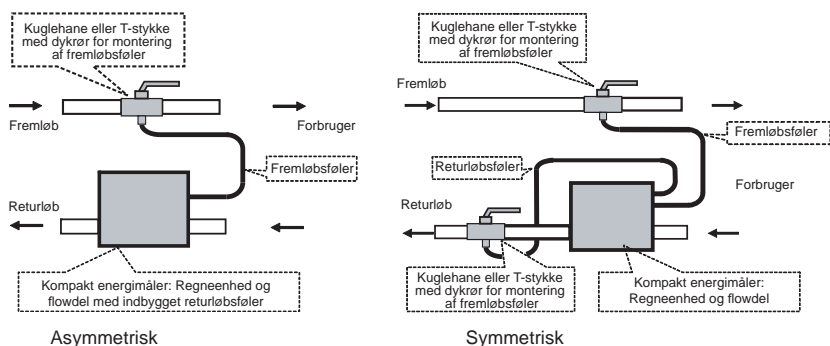 Kuglehane eller T-stykke
med dykrør for montering
af fremløbsføler
Fremløb
Forbruger
Fremløbsføler
Returløb
Kompakt energimåler: Regneenhed og
flowdel med indbygget returløbsføler
Asymmetrisk
Kuglehane eller T-stykke
med dykrør for montering
af fremløbsføler
Fremløb
Fremløbsføler
Returløbsføler
Forbruger
Returløb
Kuglehane eller T-stykke
med dykrør for montering
af fremløbsføler
Kompakt energimåler:
Regneenhed og flowdel
Symmetrisk